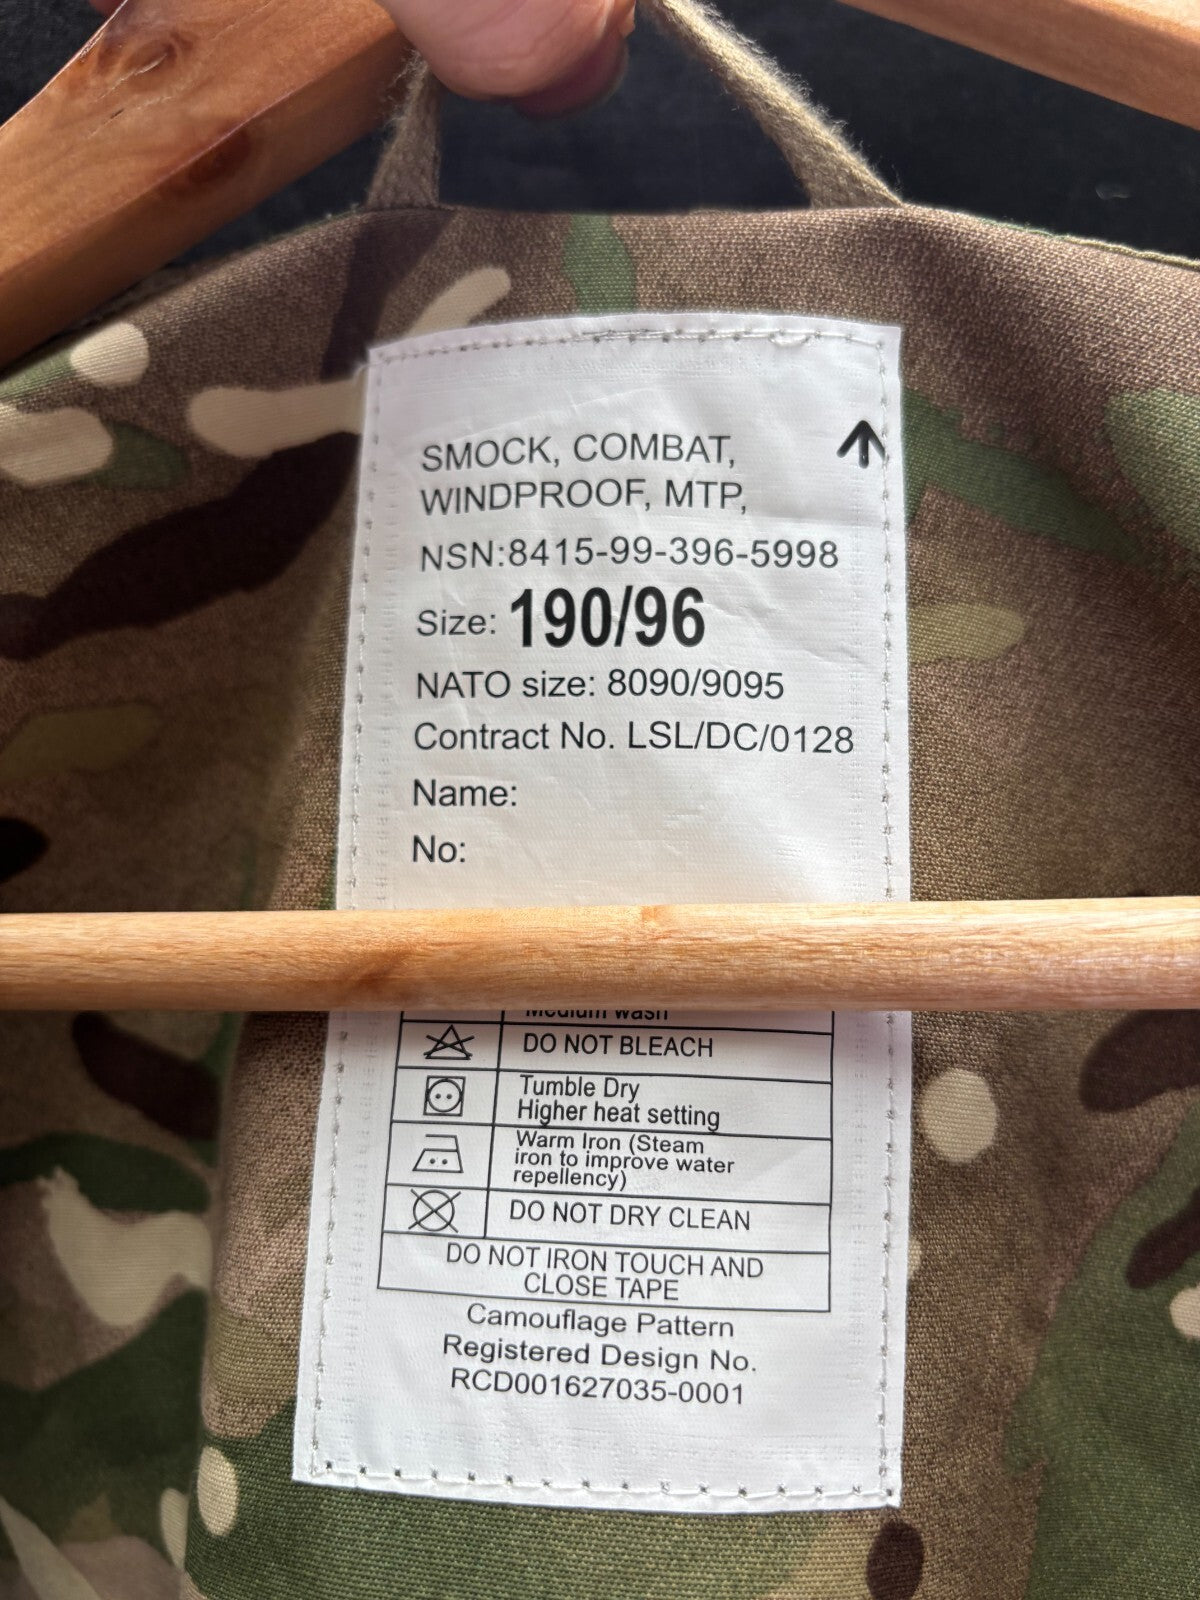 SMOCK, COMBAT,
WINDPROOF, MTP,
NSN:8415-99-396-5998
Size: 190/96
NATO size: 8090/9095
Contract No. LSL/DC/0128
Name:
No:
Medium wash
DO NOT BLEACH
Tumble Dry
Higher heat setting
Warm Iron (Steam
iron to improve water
repellency)
DO NOT DRY CLEAN
DO NOT IRON TOUCH AND
CLOSE TAPE
Camouflage Pattern
Registered Design No.
RCD001627035-0001